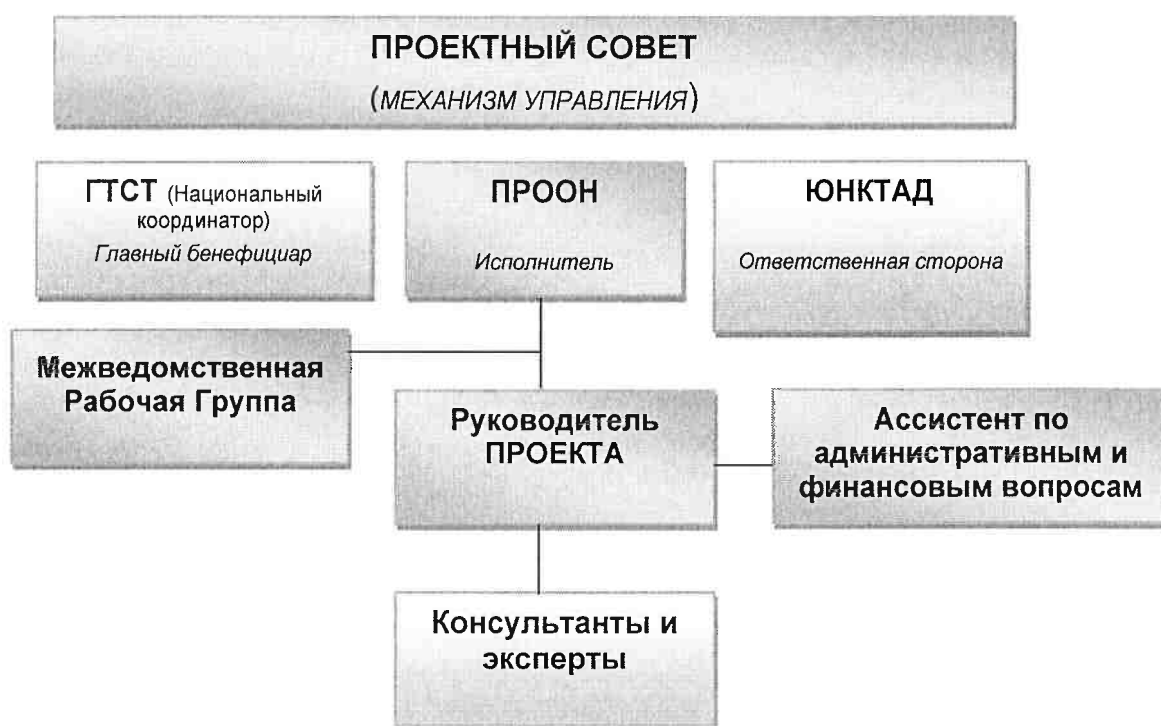 ПРОЕКТНЫЙ СОВЕТ
(МЕХАНИЗМ УПРАВЛЕНИЯ)
ГТСТ (Национальный
координатор)
Главный бенефициар
ПРООН
Исполнитель
ЮНКТАД
Ответственная сторона
Межведомственная
Рабочая Группа
Руководитель
ПРОЕКТА
Ассистент по
административным и
финансовым вопросам
Консультанты и
эксперты